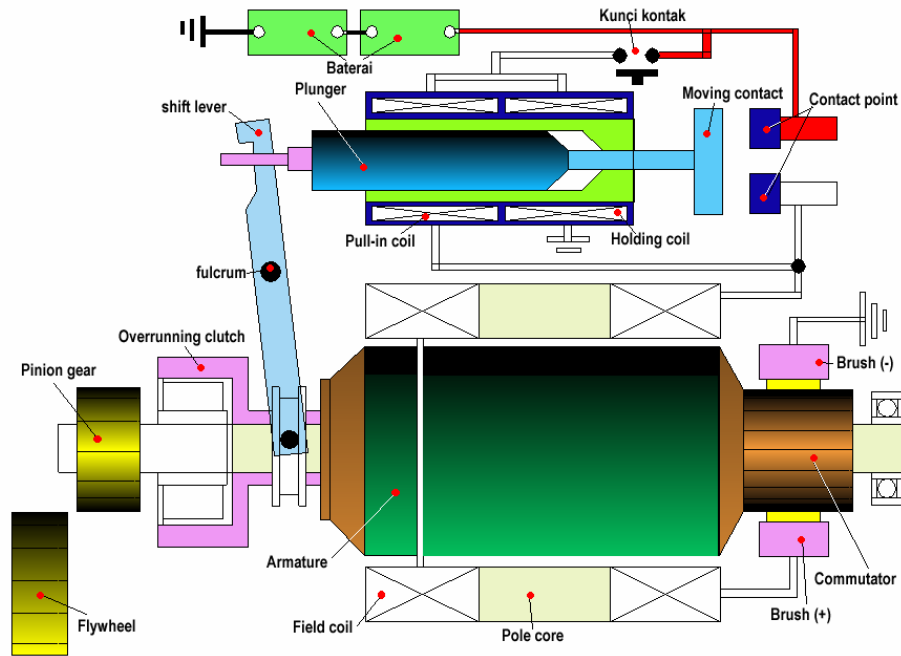 Kunci kontak
Baterai
Plunger
Moving contact
Contact point
shift lever
Pull-in coil
Holding coil
fulcrum
Overrunning clutch
Pinion gear
Brush (-)
Armature
Commutator
Flywheel
Field coil
Pole core
Brush (+)